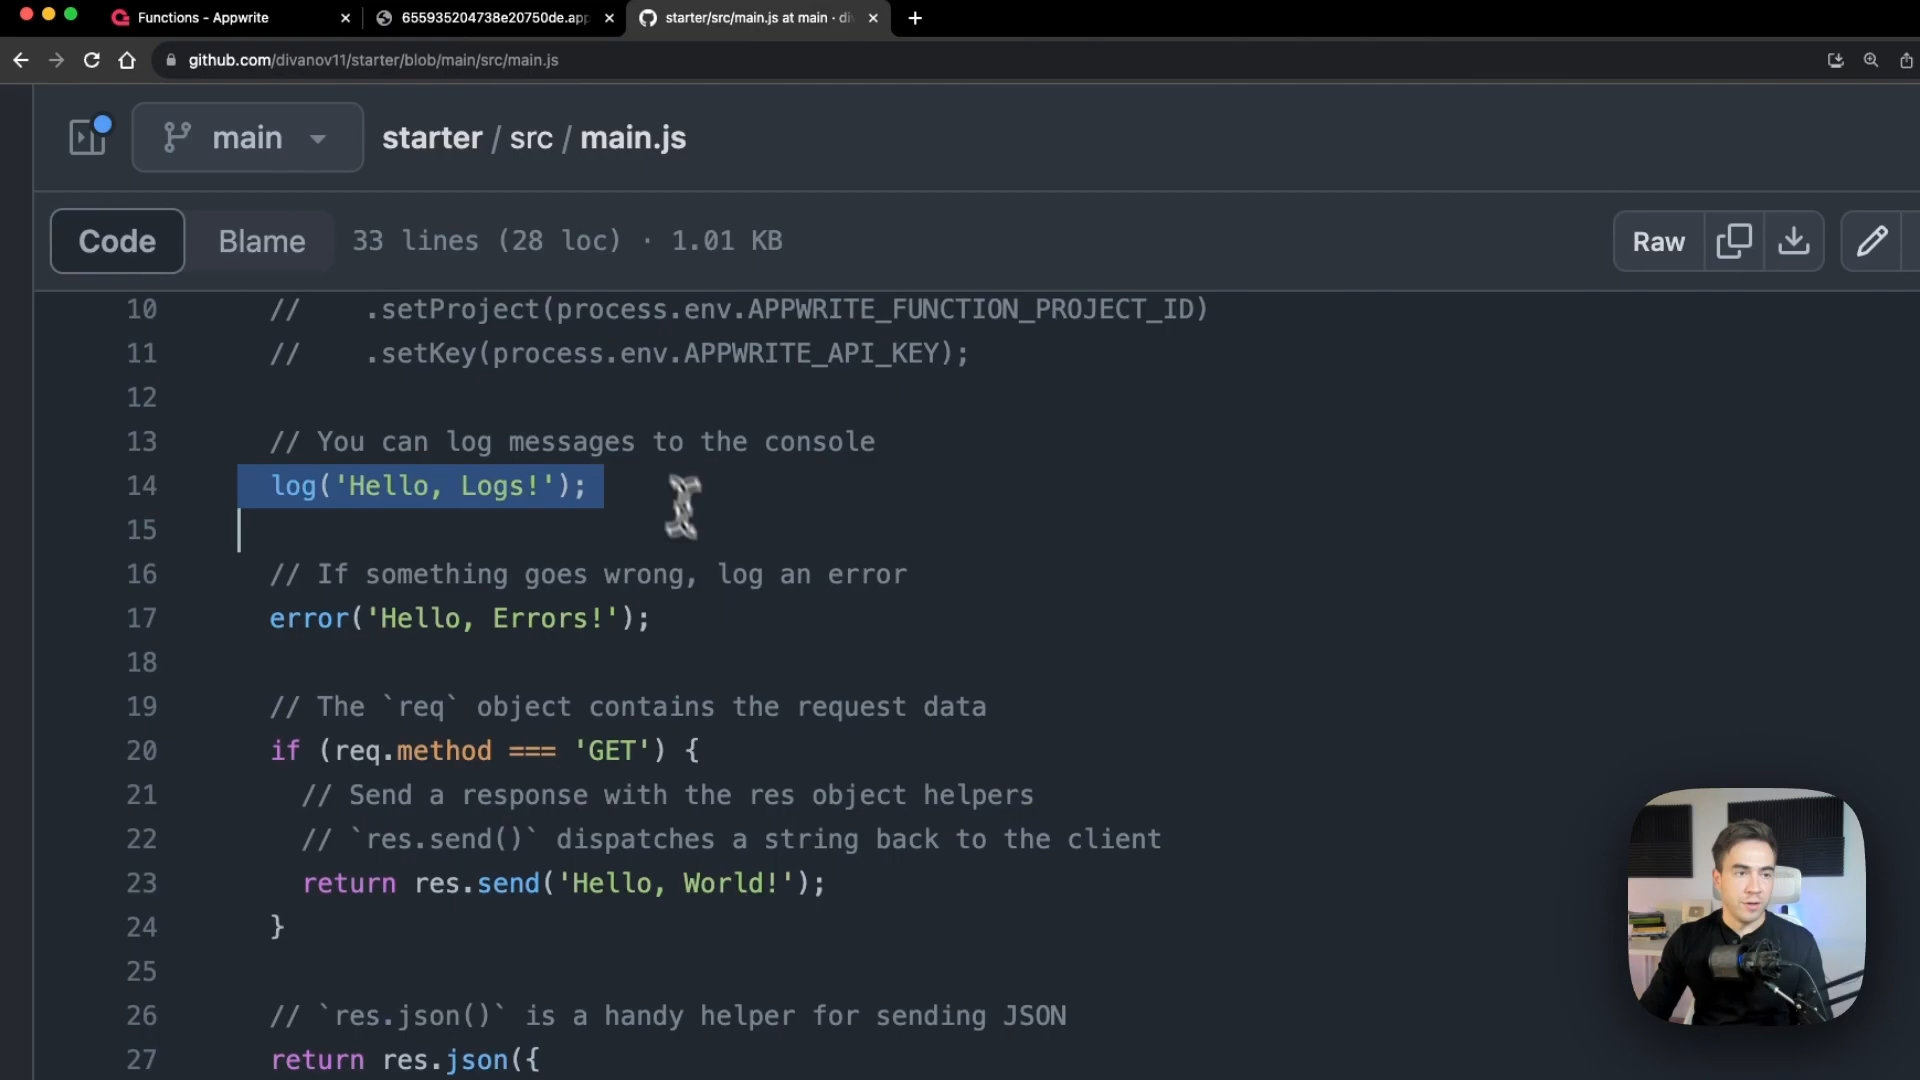 Functions - Appwrite
655935204738e20750de.app
starter/src/main.js at main · di
github.com/divanov11/starter/blob/main/src/main.js
main
starter / src / main.js
Code
Blame
33 lines (28 loc) · 1.01 KB
Raw
10 // .setProject(process.env.APPWRITE_FUNCTION_PROJECT_ID)
11 // .setKey(process.env.APPWRITE_API_KEY);
12
13 // You can log messages to the console
14 log('Hello, Logs!');
15
16 // If something goes wrong, log an error
17 error('Hello, Errors!');
18
19 // The `req` object contains the request data
20 if (req.method === 'GET') {
21 // Send a response with the res object helpers
22 // `res.send()` dispatches a string back to the client
23 return res.send('Hello, World!');
24 }
25
26 // `res.json()` is a handy helper for sending JSON
27 return res.json({